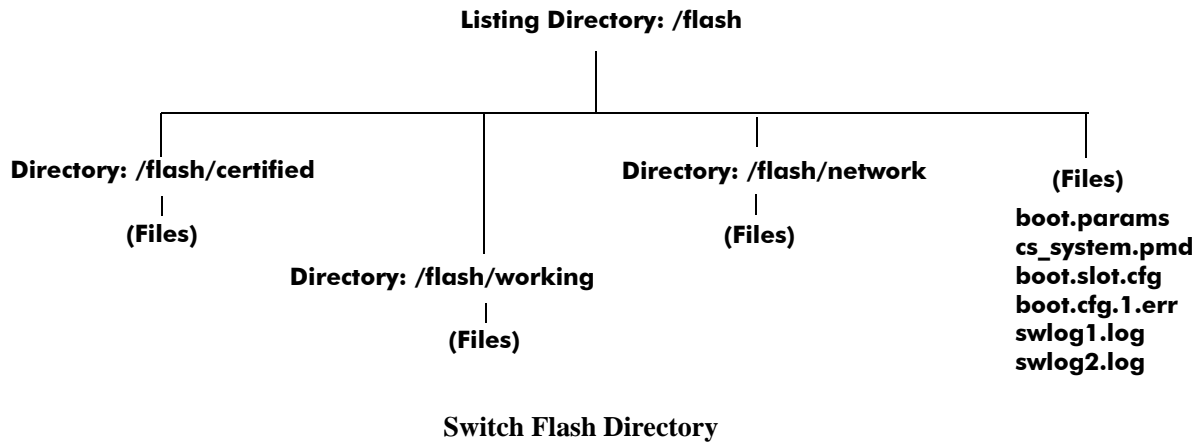 Listing Directory: /flash
Directory: /flash/certified
(Files)
Directory: /flash/working
(Files)
Directory: /flash/network
(Files)
(Files)
boot.params
cs_system.pmd
boot.slot.cfg
boot.cfg.1.err
swlog1.log
swlog2.log
Switch Flash Directory